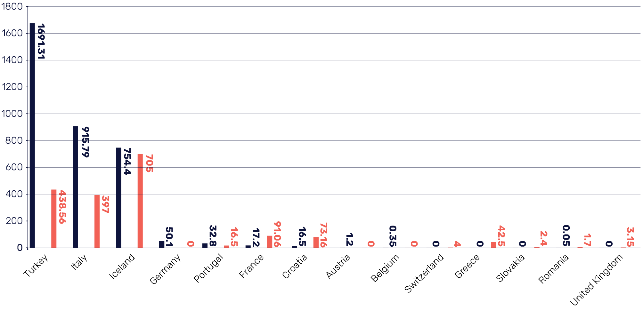 1800
1600
1400
1200
1000
800
600
400
200
0
1691.31
438.56
915.79
397
754.4
705
50.1
0
32.8
16.5
17.2
91.06
16.5
73.16
1.2
0
0.35
0
0
4
0
42.5
0
2.4
0.05
1.7
0
3.15
Turkey
Italy
Iceland
Germany
Portugel
France
Croatia
Austria
Belgium
Switzerland
Greece
Slovakia
Romania
United Kingdom